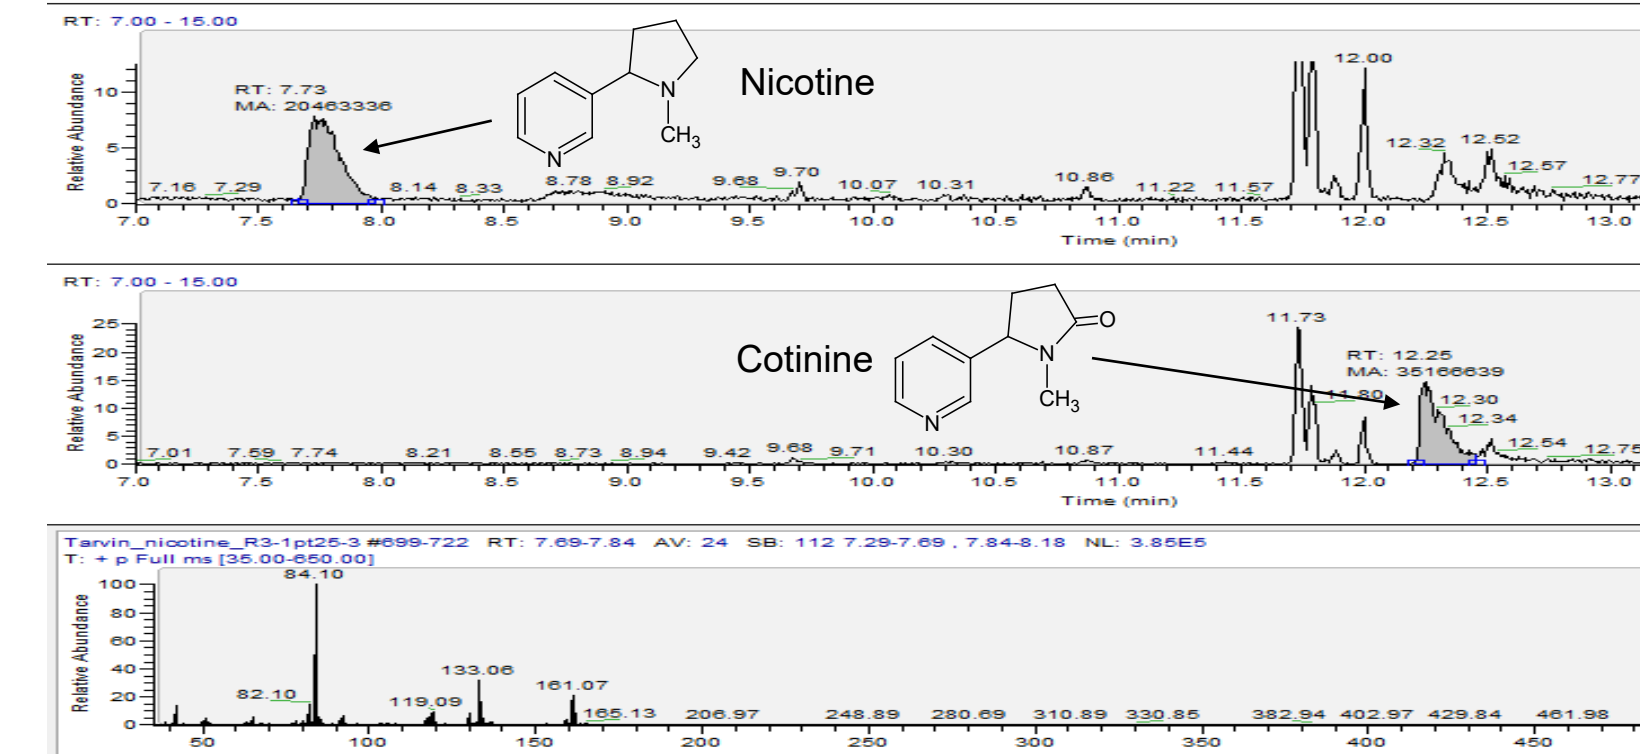 RT: 7.00 - 15.00
Relative Abundance
10
5
0
RT: 7.73
MA: 20463336
Nicotine
N
CH3
N
7.16 7.29 8.14 8.33 8.78 8.92 9.68 9.70 10.07 10.31 10.86 11.22 11.57 12.00 12.32 12.52 12.57 12.77
7.0 7.5 8.0 8.5 9.0 9.5 10.0 10.5 11.0 11.5 12.0 12.5 13.0
Time (min)
RT: 7.00 - 15.00
Relative Abundance
25
20
15
10
5
0
Cotinine
O
N
CH3
N
11.73
RT: 12.25
MA: 35166639
11.80 12.30
12.34
7.01 7.59 7.74 8.21 8.55 8.73 8.94 9.42 9.68 9.71 10.30 10.87 11.44 12.54 12.75
7.0 7.5 8.0 8.5 9.0 9.5 10.0 10.5 11.0 11.5 12.0 12.5 13.0
Time (min)
Tarvin_nicotine_R3-1pt25-3 #699-722 RT: 7.69-7.84 AV: 24 SB: 112 7.29-7.69 , 7.84-8.18 NL: 3.85E5
T: + p Full ms [35.00-650.00]
Relative Abundance
100
80
60
40
20
0
84.10
133.06
161.07
82.10
119.09
165.13 206.97 248.89 280.69 310.89 330.85 382.94 402.97 429.84 461.98
50 100 150 200 250 300 350 400 450